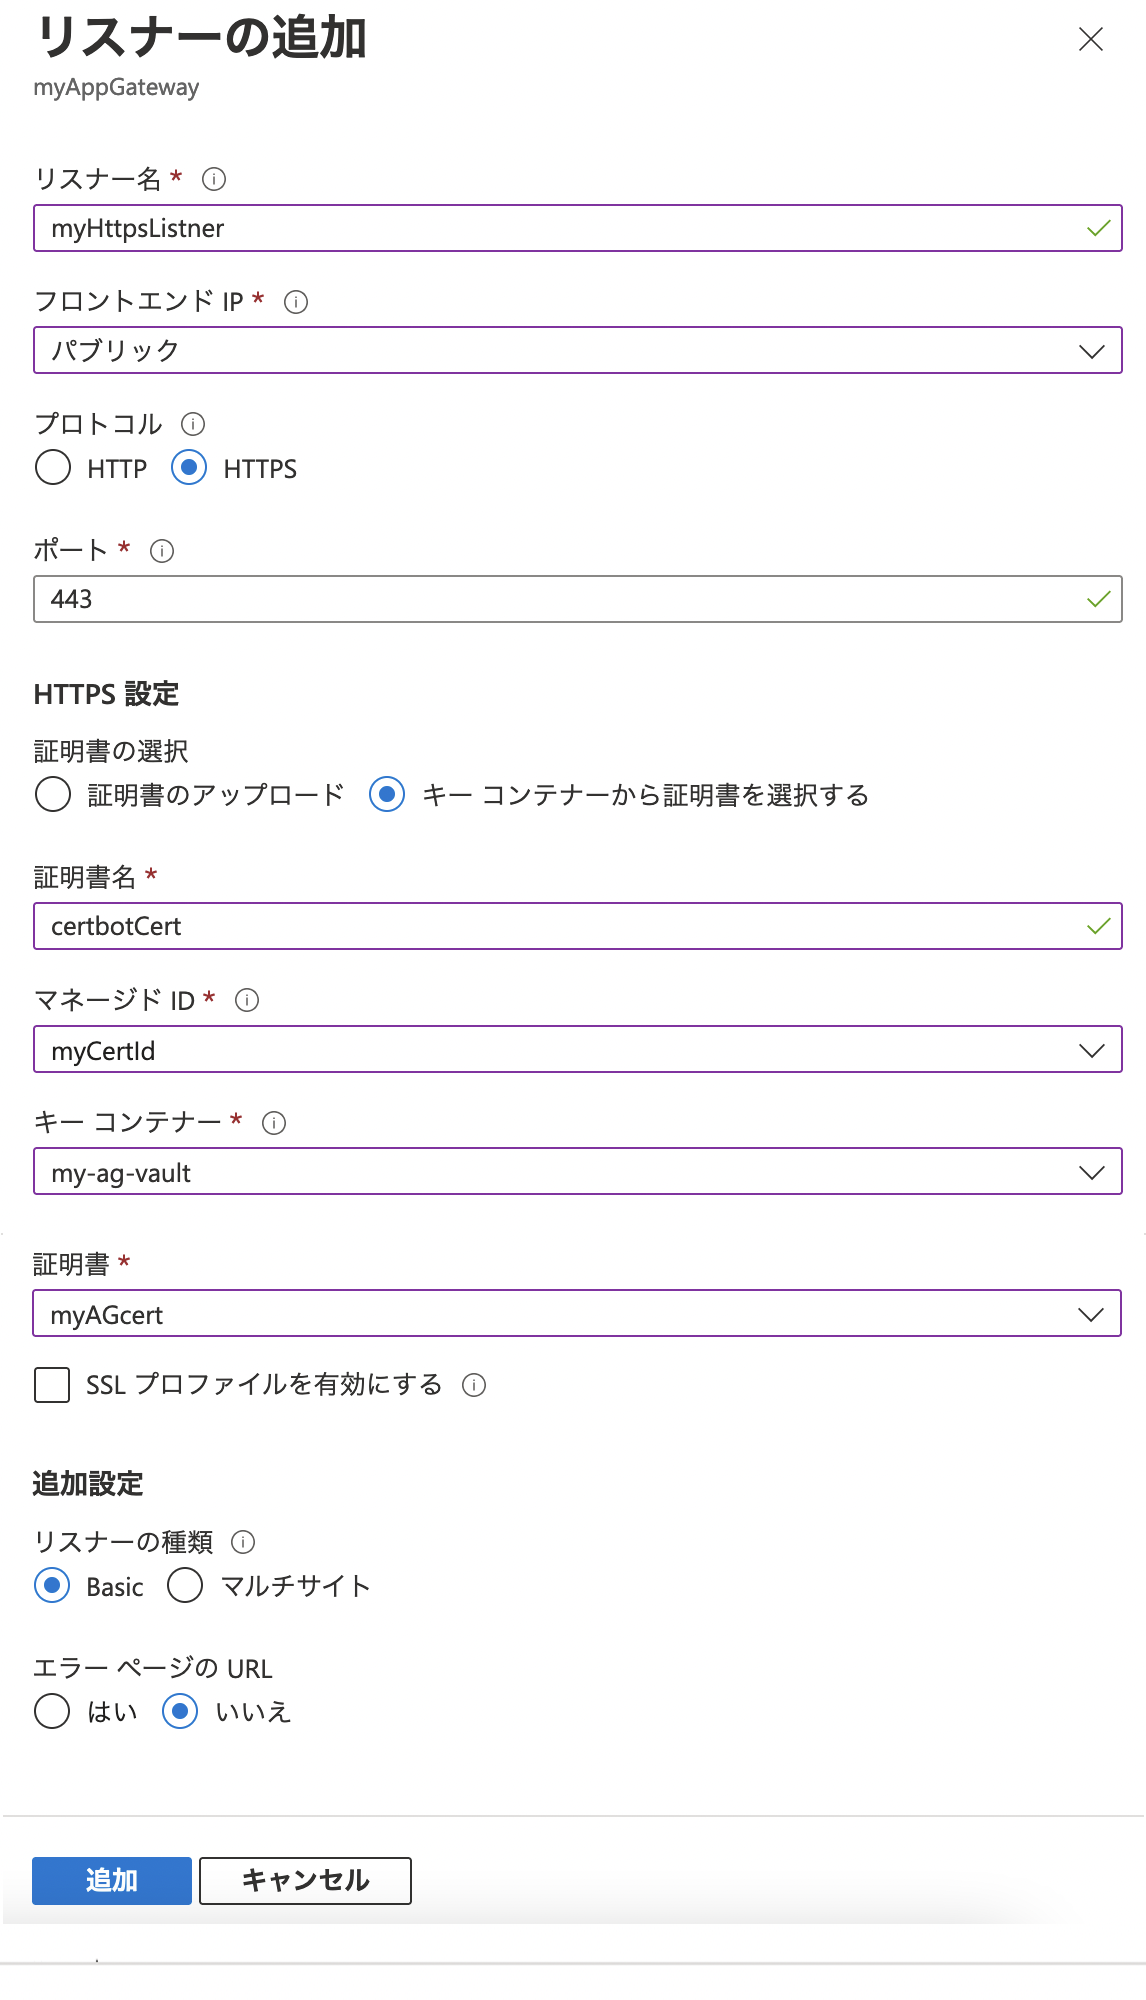 リスナーの追加
myAppGateway
リスナー名 *
myHttpsListner
フロントエンド IP *
パブリック
プロトコル
HTTP HTTPS
ポート *
443
HTTPS 設定
証明書の選択
証明書のアップロード キー コンテナーから証明書を選択する
証明書名 *
certbotCert
マネージド ID *
myCertId
キー コンテナー *
my-ag-vault
証明書 *
myAGcert
SSL プロファイルを有効にする
追加設定
リスナーの種類
Basic マルチサイト
エラー ページの URL
はい いいえ
追加 キャンセル